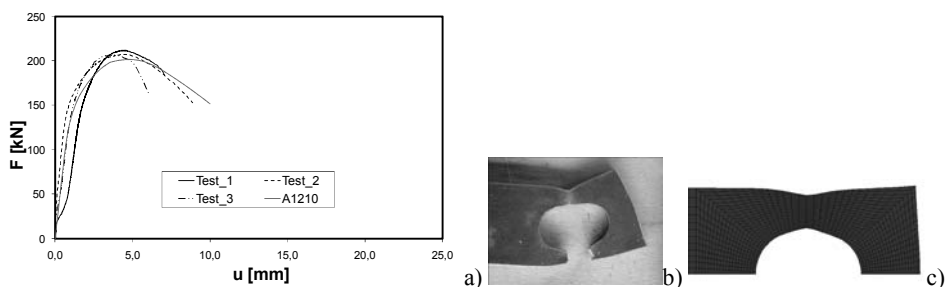 F [kN]
250
200
150
100
50
0
Test_1
Test_2
Test_3
A1210
0,0 5,0 10,0 15,0 20,0 25,0
u [mm]
a)
b)
c)